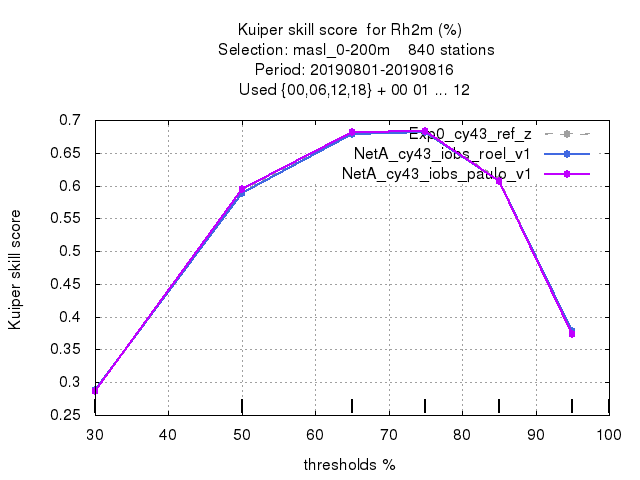 Kuiper skill score for Rh2m (%)
Selection: masl_0-200m 840 stations
Period: 20190801-20190816
Used {00,06,12,18} + 00 01 ... 12
Kuiper skill score
0.7
0.65
0.6
0.55
0.5
0.45
0.4
0.35
0.3
0.25
Exp0_cy43_ref_z
NetA_cy43_iobs_roel_v1
NetA_cy43_iobs_paulo_v1
30 40 50 60 70 80 90 100
thresholds %